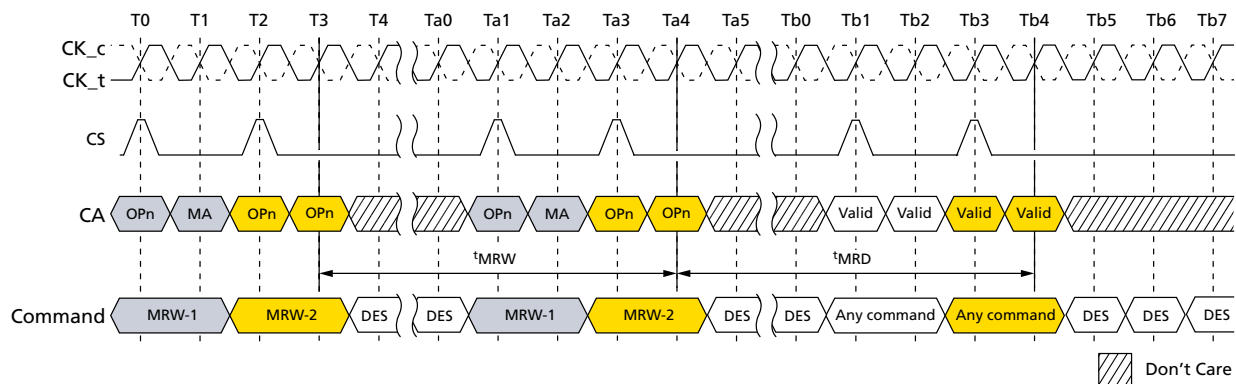 T0 T1 T2 T3 T4 Ta0 Ta1 Ta2 Ta3 Ta4 Ta5 Tb0 Tb1 Tb2 Tb3 Tb4 Tb5 Tb6 Tb7
CK_c
CK_t
CS
CA OPn MA OPn OPn OPn MA OPn OPn Valid Valid Valid Valid
tMRW tMRD
Command MRW-1 MRW-2 DES DES MRW-1 MRW-2 DES DES Any command Any command DES DES DES
Don't Care